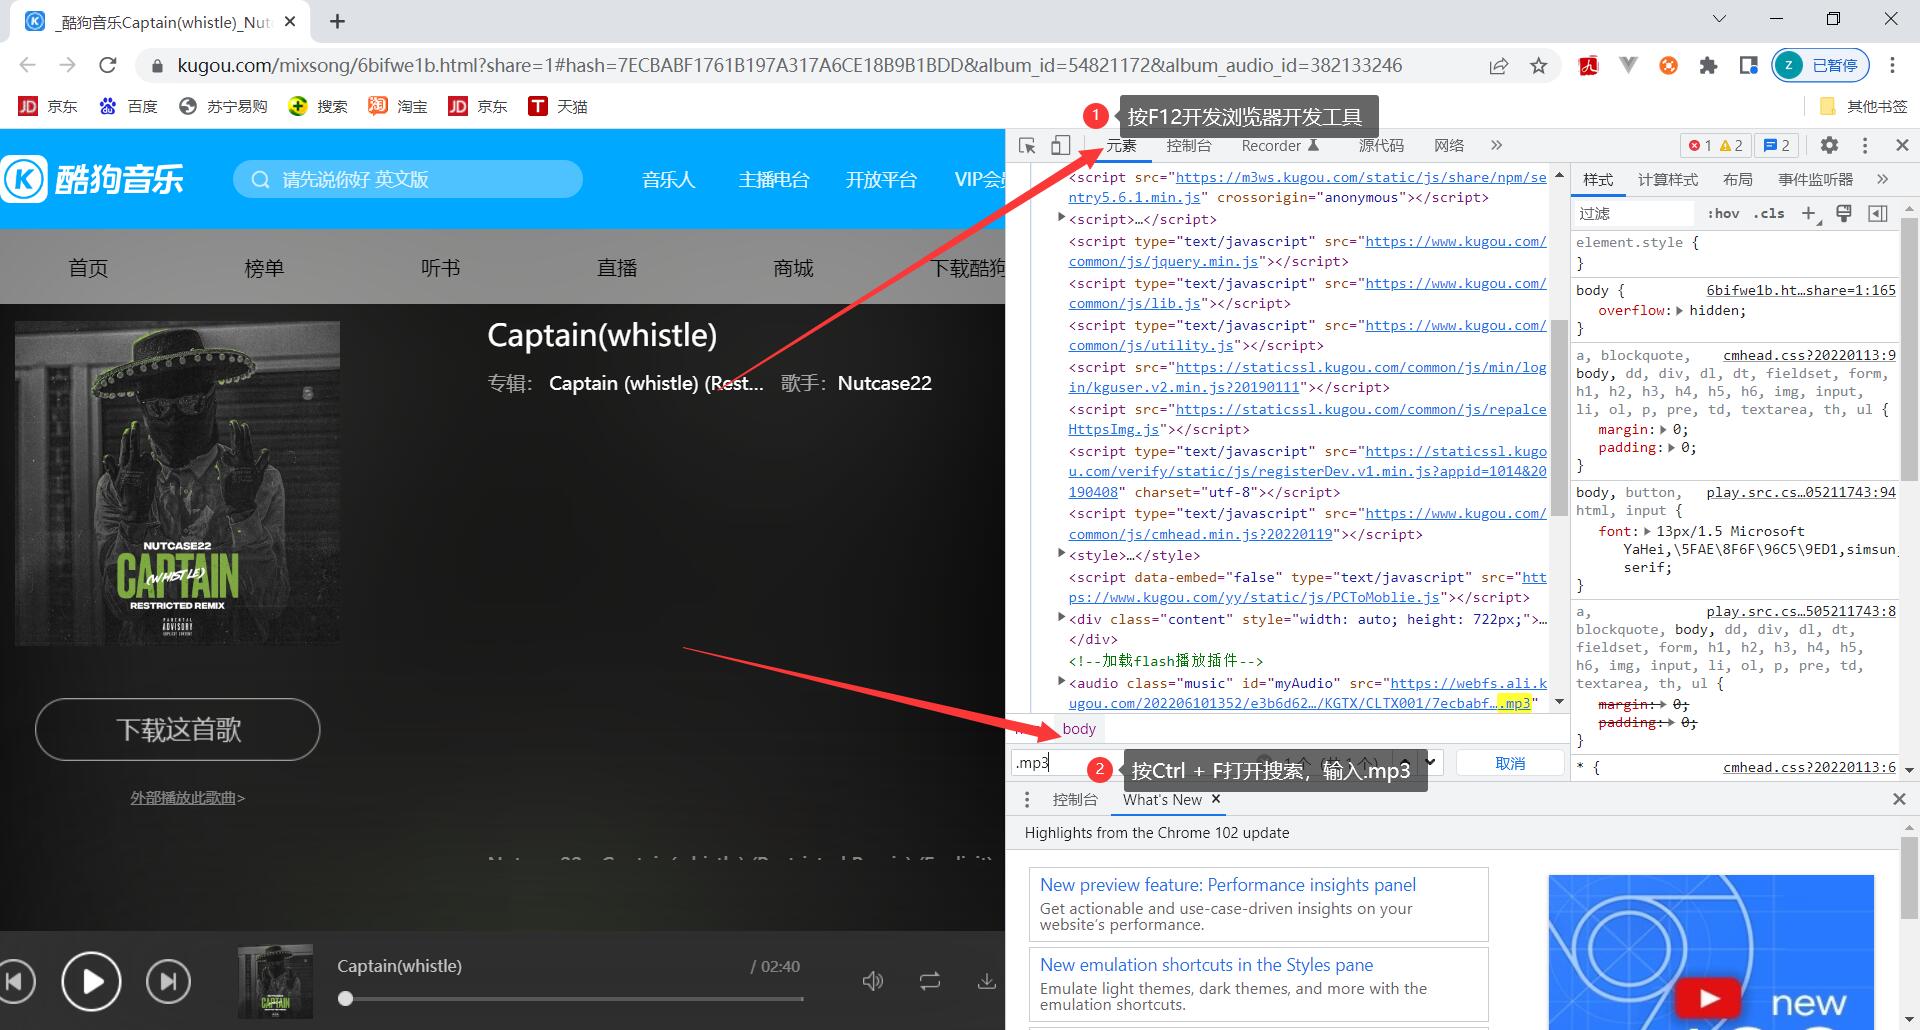 _酷狗音乐Captain(whistle)_Nut
kugou.com/mixsong/6bifwe1b.html?share=1#hash=7ECBABF1761B197A317A6CE18B9B1BDD&album_id=54821172&album_audio_id=382133246
Z 已暂停
JD 京东 百度 苏宁易购 搜索 淘 淘宝 JD 京东 T 天猫 其他书签
1 按F12开发浏览器开发工具
K 酷狗音乐
请先说你好 英文版
音乐人 主播电台 开放平台 VIP会员
首页 榜单 听书 直播 商城 下载酷狗
Captain(whistle)
专辑: Captain (whistle) (Rest... 歌手: Nutcase22
NUTCASE22
CAPTAIN
(WHISTLE)
RESTRICTED REMIX
PARENTAL
ADVISORY
EXPLICIT CONTENT
下载这首歌
外部播放此歌曲>
Nutcase22 - Captain(whistle) (Restricted Remix) (Explicit)
Captain(whistle) / 02:40
元素 控制台 Recorder 源代码 网络 » 1 2 2
<script src="https://m3ws.kugou.com/static/js/share/npm/se
ntry5.6.1.min.js" crossorigin="anonymous"></script>
<script>…</script>
<script type="text/javascript" src="https://www.kugou.com/
common/js/jquery.min.js"></script>
<script type="text/javascript" src="https://www.kugou.com/
common/js/lib.js"></script>
<script type="text/javascript" src="https://www.kugou.com/
common/js/utility.js"></script>
<script src="https://staticssl.kugou.com/common/js/min/log
in/kguser.v2.min.js?20190111"></script>
<script src="https://staticssl.kugou.com/common/js/repalce
HttpsImg.js"></script>
<script type="text/javascript" src="https://staticssl.kugo
u.com/verify/static/js/registerDev.v1.min.js?appid=1014&20
190408" charset="utf-8"></script>
<script type="text/javascript" src="https://www.kugou.com/
common/js/cmhead.min.js?20220119"></script>
<style>…</style>
<script data-embed="false" type="text/javascript" src="htt
ps://www.kugou.com/yy/static/js/PCToMoblie.js"></script>
<div class="content" style="width: auto; height: 722px;">…
</div>
<!--加载flash播放插件-->
<audio class="music" id="myAudio" src="https://webfs.ali.k
ugou.com/202206101352/e3b6d62…/KGTX/CLTX001/7ecbabf….mp3"
body
.mp3
取消
2 按Ctrl + F打开搜索，输入.mp3
样式 计算样式 布局 事件监听器 »
过滤 :hov .cls
element.style {
}
body { 6bifwe1b.ht…share=1:165
overflow: hidden;
}
a, blockquote, cmhead.css?20220113:9
body, dd, div, dl, dt, fieldset, form,
h1, h2, h3, h4, h5, h6, img, input,
li, ol, p, pre, td, textarea, th, ul {
margin: 0;
padding: 0;
}
body, button, play.src.cs…05211743:94
html, input {
font: 13px/1.5 Microsoft
YaHei,\5FAE\8F6F\96C5\9ED1,simsun,
serif;
}
a, play.src.cs…505211743:8
blockquote, body, dd, div, dl, dt,
fieldset, form, h1, h2, h3, h4, h5,
h6, img, input, li, ol, p, pre, td,
textarea, th, ul {
margin: 0;
padding: 0;
}
* { cmhead.css?20220113:6
控制台 What's New
Highlights from the Chrome 102 update
New preview feature: Performance insights panel
Get actionable and use-case-driven insights on your
website's performance.
New emulation shortcuts in the Styles pane
Emulate light themes, dark themes, and more with the
emulation shortcuts.
new